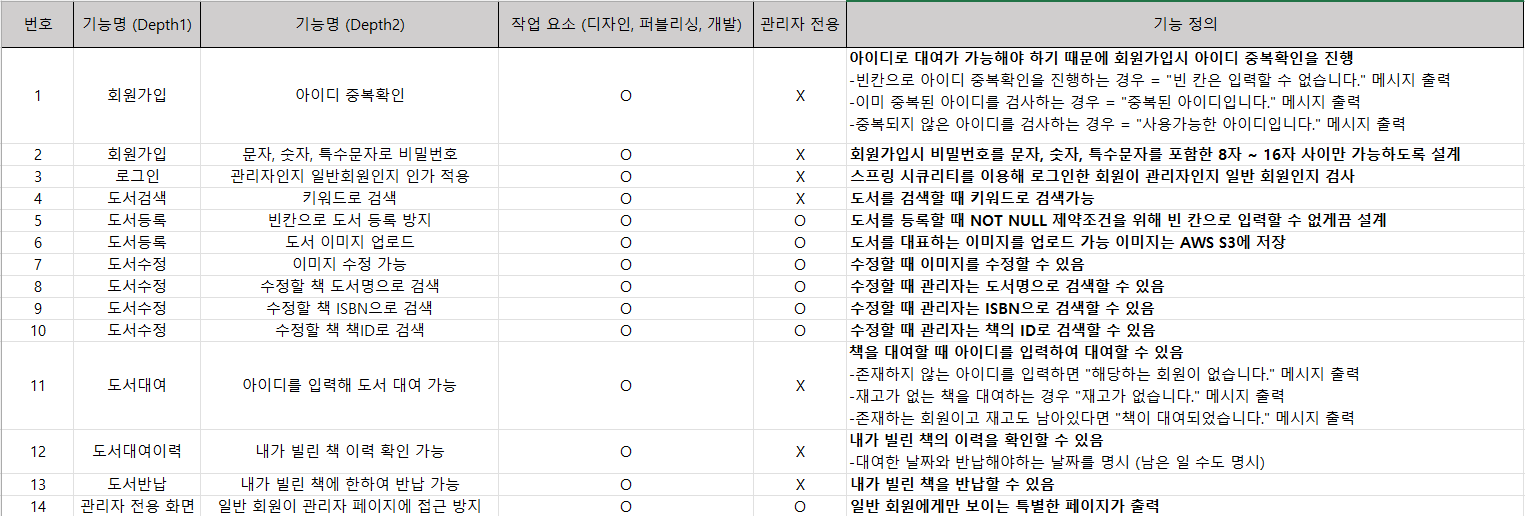 번호 기능명 (Depth1) 기능명 (Depth2) 작업 요소 (디자인, 퍼블리싱, 개발) 관리자 전용 기능 정의
아이디로 대여가 가능해야 하기 때문에 회원가입시 아이디 중복확인을 진행
-빈칸으로 아이디 중복확인을 진행하는 경우 = "빈 칸은 입력할 수 없습니다." 메시지 출력
1 회원가입 아이디 중복확인 O X
-이미 중복된 아이디를 검사하는 경우 = "중복된 아이디입니다." 메시지 출력
-중복되지 않은 아이디를 검사하는 경우 = "사용가능한 아이디입니다." 메시지 출력
2 회원가입 문자, 숫자, 특수문자로 비밀번호 O X 회원가입시 비밀번호를 문자, 숫자, 특수문자를 포함한 8자 ~ 16자 사이만 가능하도록 설계
3 로그인 관리자인지 일반회원인지 인가 적용 O X 스프링 시큐리티를 이용해 로그인한 회원이 관리자인지 일반 회원인지 검사
4 도서검색 키워드로 검색 O X 도서를 검색할 때 키워드로 검색가능
5 도서등록 빈칸으로 도서 등록 방지 O O 도서를 등록할 때 NOT NULL 제약조건을 위해 빈 칸으로 입력할 수 없게끔 설계
6 도서등록 도서 이미지 업로드 O O 도서를 대표하는 이미지를 업로드 가능 이미지는 AWS S3에 저장
7 도서수정 이미지 수정 가능 O O 수정할 때 이미지를 수정할 수 있음
8 도서수정 수정할 책 도서명으로 검색 O O 수정할 때 관리자는 도서명으로 검색할 수 있음
9 도서수정 수정할 책 ISBN으로 검색 O O 수정할 때 관리자는 ISBN으로 검색할 수 있음
10 도서수정 수정할 책 책ID로 검색 O O 수정할 때 관리자는 책의 ID로 검색할 수 있음
책을 대여할 때 아이디를 입력하여 대여할 수 있음
-존재하지 않는 아이디를 입력하면 "해당하는 회원이 없습니다." 메시지 출력
11 도서대여 아이디를 입력해 도서 대여 가능 O X
-재고가 없는 책을 대여하는 경우 "재고가 없습니다." 메시지 출력
-존재하는 회원이고 재고도 남아있다면 "책이 대여되었습니다." 메시지 출력
12 도서대여이력 내가 빌린 책 이력 확인 가능 O X 내가 빌린 책의 이력을 확인할 수 있음
-대여한 날짜와 반납해야하는 날짜를 명시 (남은 일 수도 명시)
13 도서반납 내가 빌린 책에 한하여 반납 가능 O X 내가 빌린 책을 반납할 수 있음
14 관리자 전용 화면 일반 회원이 관리자 페이지에 접근 방지 O O 일반 회원에게만 보이는 특별한 페이지가 출력